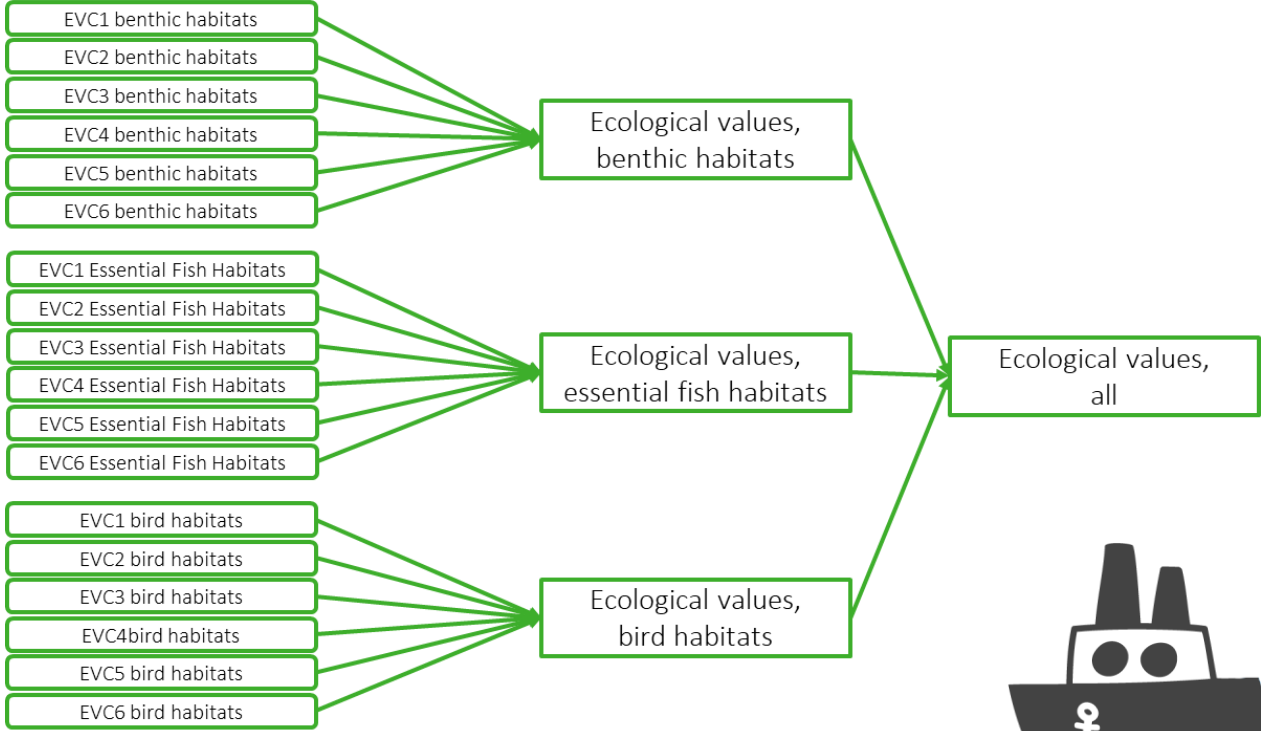 EVC1 benthic habitats
EVC2 benthic habitats
EVC3 benthic habitats
EVC4 benthic habitats
EVC5 benthic habitats
EVC6 benthic habitats
Ecological values,
benthic habitats
EVC1 Essential Fish Habitats
EVC2 Essential Fish Habitats
EVC3 Essential Fish Habitats
EVC4 Essential Fish Habitats
EVC5 Essential Fish Habitats
EVC6 Essential Fish Habitats
Ecological values,
essential fish habitats
EVC1 bird habitats
EVC2 bird habitats
EVC3 bird habitats
EVC4bird habitats
EVC5 bird habitats
EVC6 bird habitats
Ecological values,
bird habitats
Ecological values,
all